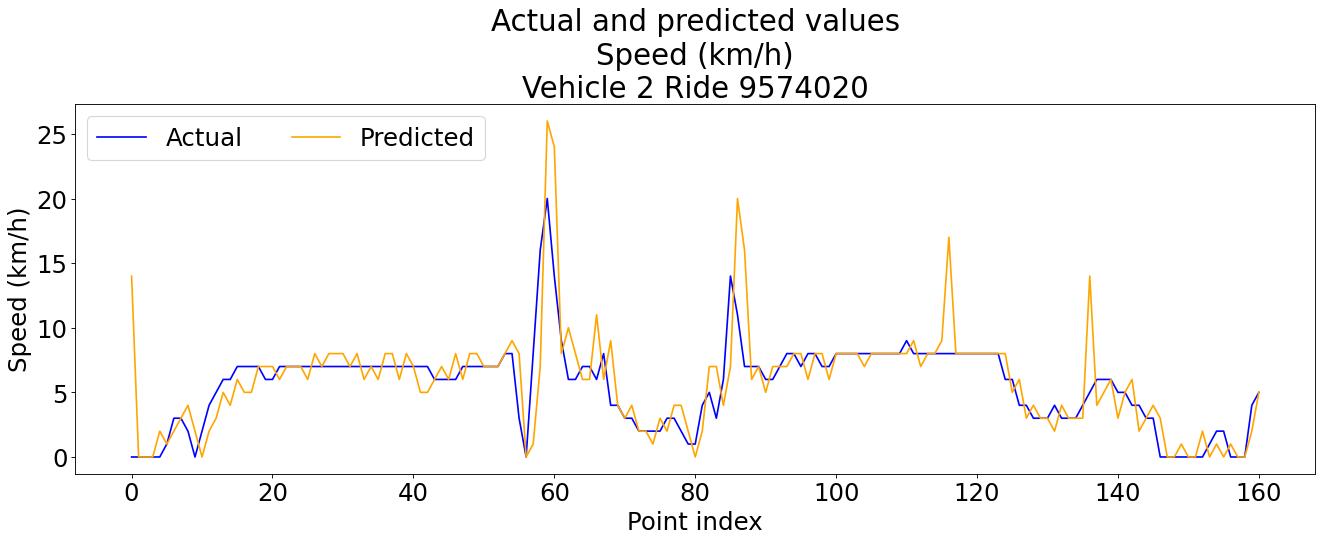 Actual and predicted values
Speed (km/h)
Vehicle 2 Ride 9574020
Actual
Predicted
Speed (km/h)
25
20
15
10
5
0
0
20
40
60
80
100
120
140
160
Point index